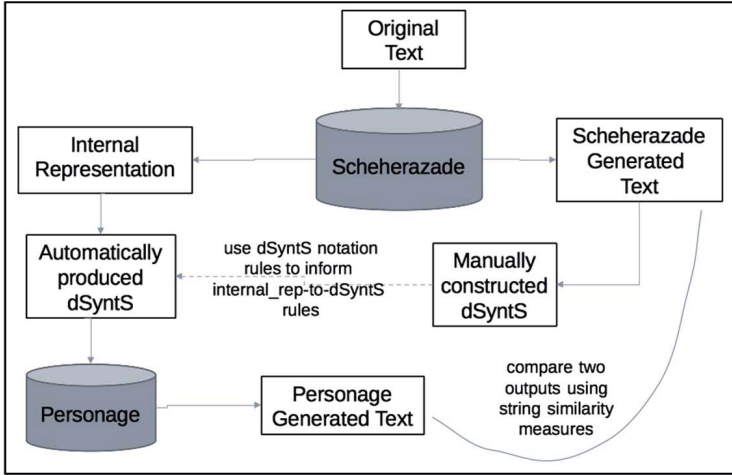 Original
Text
Internal
Representation
Scheherazade
Scheherazade
Generated
Text
Automatically
produced
dSyntS
use dSyntS notation
rules to inform
internal_rep-to-dSyntS
rules
Manually
constructed
dSyntS
Personage
Personage
Generated Text
compare two
outputs using
string similarity
measures